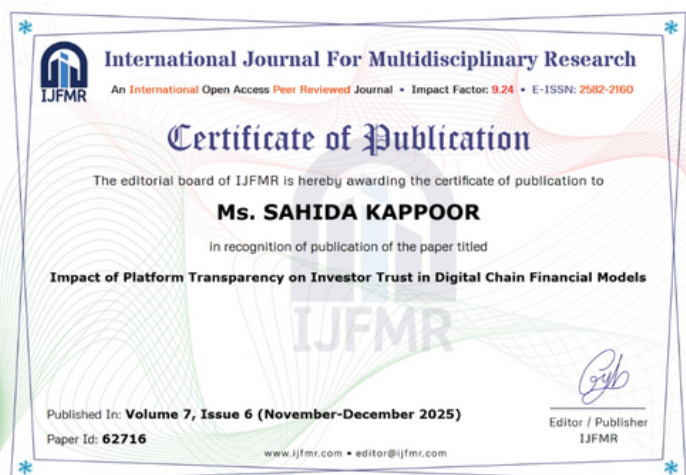 International Journal For Multidisciplinary Research
IJFMR
An International Open Access Peer Reviewed Journal • Impact Factor: 9.24 • E-ISSN: 2582-2160
Certificate of Publication
The editorial board of IJFMR is hereby awarding the certificate of publication to
Ms. SAHIDA KAPPOOR
in recognition of publication of the paper titled
Impact of Platform Transparency on Investor Trust in Digital Chain Financial Models
IJFMR
Published In: Volume 7, Issue 6 (November-December 2025)
Paper Id: 62716
Editor / Publisher
IJFMR
www.ijfmr.com • editor@ijfmr.com